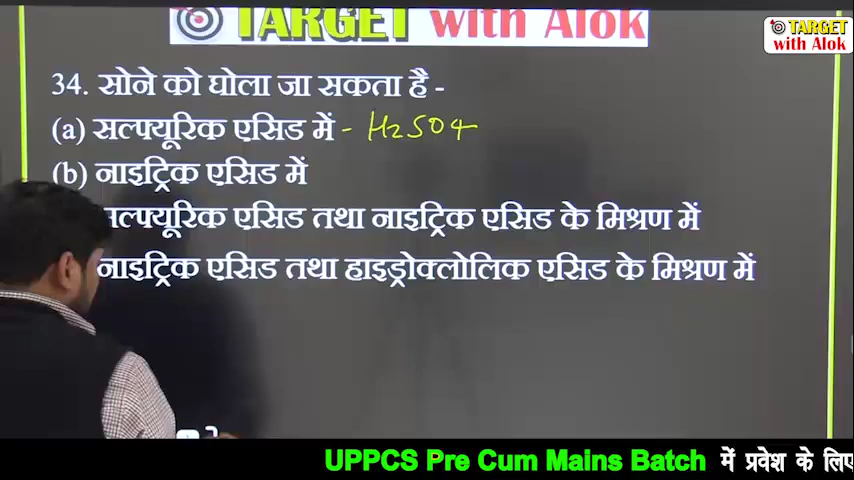 TARGET with Alok
TARGET
with Alok
34. सोने को घोला जा सकता है -
(a) सल्फ्यूरिक एसिड में - H2SO4
(b) नाइट्रिक एसिड में
सल्फ्यूरिक एसिड तथा नाइट्रिक एसिड के मिश्रण में
नाइट्रिक एसिड तथा हाइड्रोक्लोलिक एसिड के मिश्रण में
UPPCS Pre Cum Mains Batch में प्रवेश के लिए